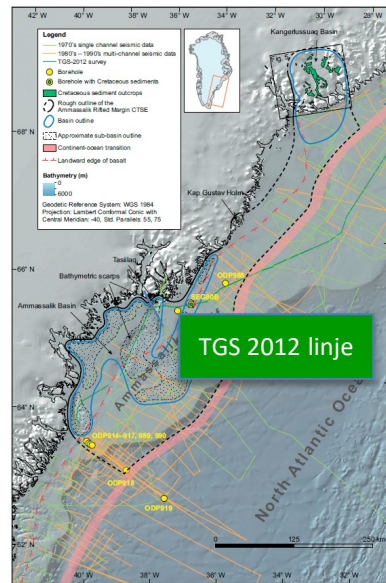 42° W 40° W 38° W 36° W 34° W 32° W 30° W 28° W
Legend
1970's single channel seismic data
1980's – 1990's multi-channel seismic data
TGS-2012 survey
Borehole
Borehole with Cretaceous sediments
Cretaceous sediment outcrops
Rough outline of the
Ammassalik Rifted Margin CTSE
Basin outline
Approximate sub-basin outline
Continent-ocean transition
Landward edge of basalt
Bathymetry (m)
0
6000
Geodetic Reference System: WGS 1984
Projection: Lambert Conformal Conic with
Central Meridian: -40, Std. Parallels: 55, 75
Kangerlussuaq Basin
68° N
Kap Gustav Holm
66° N
Tasiilaq
Bathymetric scarps
Ammassalik Basin
ODP988
SEG80B
TGS 2012 linje
64° N
ODP914–917, 989, 990
ODP918
ODP919
North Atlantic Ocean
62° N
0 125 250 km
40° W 38° W 36° W 34° W 32° W